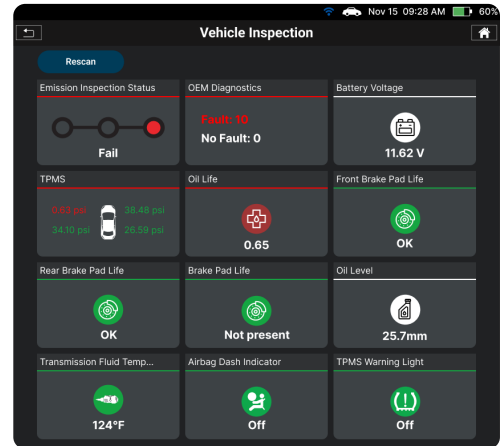 Nov 15 09:28 AM 60%
Vehicle Inspection
Rescan
Emission Inspection Status
Fail
OEM Diagnostics
Fault: 10
No Fault: 0
Battery Voltage
11.62 V
TPMS
0.63 psi 38.48 psi
34.10 psi 26.59 psi
Oil Life
0.65
Front Brake Pad Life
OK
Rear Brake Pad Life
OK
Brake Pad Life
Not present
Oil Level
25.7mm
Transmission Fluid Temp...
124°F
Airbag Dash Indicator
Off
TPMS Warning Light
Off